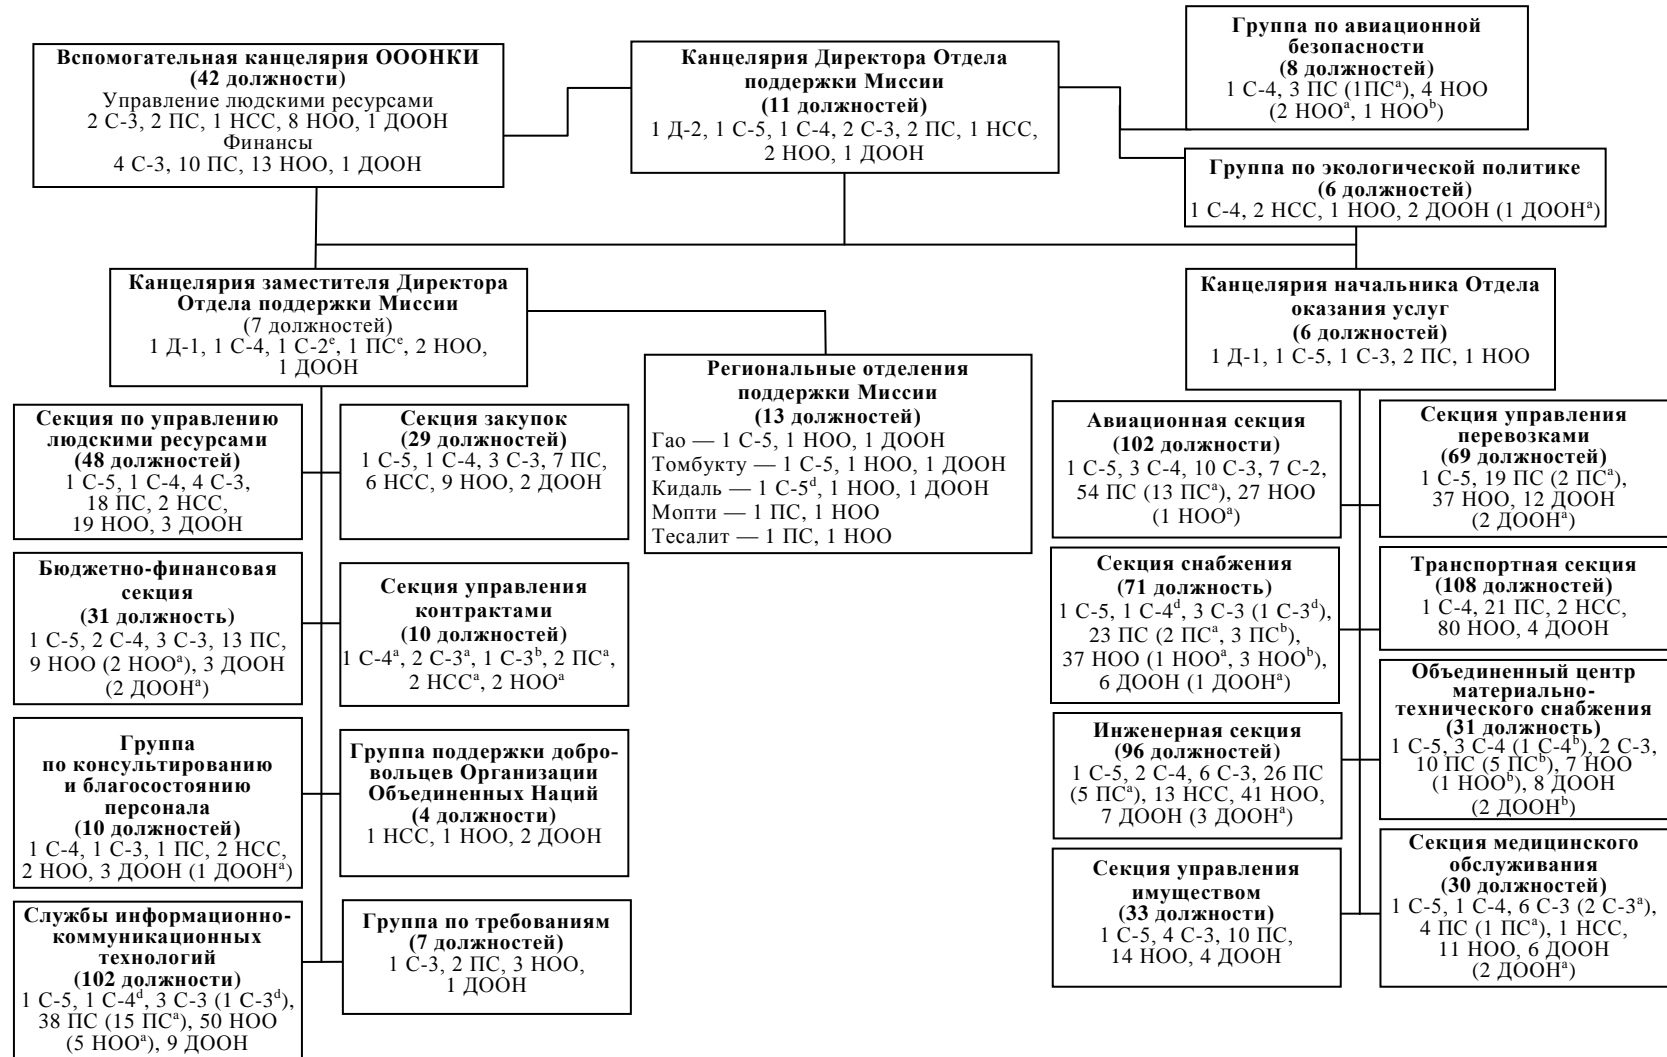 Вспомогательная канцелярия ОООНКИ
(42 должности)
Управление людскими ресурсами
2 С-3, 2 ПС, 1 НСС, 8 НОО, 1 ДООН
Финансы
4 С-3, 10 ПС, 13 НОО, 1 ДООН
Канцелярия Директора Отдела
поддержки Миссии
(11 должностей)
1 Д-2, 1 С-5, 1 С-4, 2 С-3, 2 ПС, 1 НСС,
2 НОО, 1 ДООН
Группа по авиационной
безопасности
(8 должностей)
1 С-4, 3 ПС (1ПСᵃ), 4 НОО
(2 НООᵃ, 1 НООᵇ)
Группа по экологической политике
(6 должностей)
1 С-4, 2 НСС, 1 НОО, 2 ДООН (1 ДООНᵃ)
Канцелярия заместителя Директора
Отдела поддержки Миссии
(7 должностей)
1 Д-1, 1 С-4, 1 С-2ᵉ, 1 ПСᵉ, 2 НОО,
1 ДООН
Канцелярия начальника Отдела
оказания услуг
(6 должностей)
1 Д-1, 1 С-5, 1 С-3, 2 ПС, 1 НОО
Региональные отделения
поддержки Миссии
(13 должностей)
Гао — 1 С-5, 1 НОО, 1 ДООН
Томбукту — 1 С-5, 1 НОО, 1 ДООН
Кидаль — 1 С-5ᵈ, 1 НОО, 1 ДООН
Мопти — 1 ПС, 1 НОО
Тесалит — 1 ПС, 1 НОО
Секция по управлению
людскими ресурсами
(48 должностей)
1 С-5, 1 С-4, 4 С-3,
18 ПС, 2 НСС,
19 НОО, 3 ДООН
Секция закупок
(29 должностей)
1 С-5, 1 С-4, 3 С-3, 7 ПС,
6 НСС, 9 НОО, 2 ДООН
Бюджетно-финансовая
секция
(31 должность)
1 С-5, 2 С-4, 3 С-3, 13 ПС,
9 НОО (2 НООᵃ), 3 ДООН
(2 ДООНᵃ)
Секция управления
контрактами
(10 должностей)
1 С-4ᵃ, 2 С-3ᵃ, 1 С-3ᵇ, 2 ПСᵃ,
2 НССᵃ, 2 НООᵃ
Группа
по консультированию
и благосостоянию
персонала
(10 должностей)
1 С-4, 1 С-3, 1 ПС, 2 НСС,
2 НОО, 3 ДООН (1 ДООНᵃ)
Группа поддержки добро-
вольцев Организации
Объединенных Наций
(4 должности)
1 НСС, 1 НОО, 2 ДООН
Службы информационно-
коммуникационных
технологий
(102 должности)
1 С-5, 1 С-4ᵈ, 3 С-3 (1 С-3ᵈ),
38 ПС (15 ПСᵃ), 50 НОО
(5 НООᵃ), 9 ДООН
Группа по требованиям
(7 должностей)
1 С-3, 2 ПС, 3 НОО,
1 ДООН
Авиационная секция
(102 должности)
1 С-5, 3 С-4, 10 С-3, 7 С-2,
54 ПС (13 ПСᵃ), 27 НОО
(1 НООᵃ)
Секция управления
перевозками
(69 должностей)
1 С-5, 19 ПС (2 ПСᵃ),
37 НОО, 12 ДООН
(2 ДООНᵃ)
Секция снабжения
(71 должность)
1 С-5, 1 С-4ᵈ, 3 С-3 (1 С-3ᵈ),
23 ПС (2 ПСᵃ, 3 ПСᵇ),
37 НОО (1 НООᵃ, 3 НООᵇ),
6 ДООН (1 ДООНᵃ)
Транспортная секция
(108 должностей)
1 С-4, 21 ПС, 2 НСС,
80 НОО, 4 ДООН
Инженерная секция
(96 должностей)
1 С-5, 2 С-4, 6 С-3, 26 ПС
(5 ПСᵃ), 13 НСС, 41 НОО,
7 ДООН (3 ДООНᵃ)
Объединенный центр
материально-
технического снабжения
(31 должность)
1 С-5, 3 С-4 (1 С-4ᵇ), 2 С-3,
10 ПС (5 ПСᵇ), 7 НОО
(1 НООᵇ), 8 ДООН
(2 ДООНᵇ)
Секция управления
имуществом
(33 должности)
1 С-5, 4 С-3, 10 ПС,
14 НОО, 4 ДООН
Секция медицинского
обслуживания
(30 должностей)
1 С-5, 1 С-4, 6 С-3 (2 С-3ᵃ),
4 ПС (1 ПСᵃ), 1 НСС,
11 НОО, 6 ДООН
(2 ДООНᵃ)